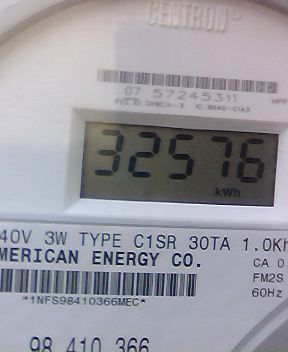 CENTRON®
07 57245311
32576
kWh
40V 3W TYPE C1SR 30TA 1.0Kh
MERICAN ENERGY CO.
CA 0
FM2S
60Hz
*1NFS98410366MEC*
98 410 366